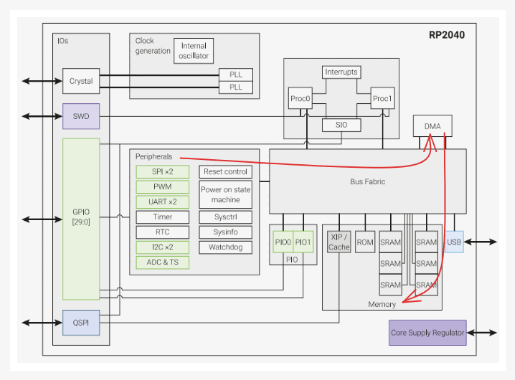 RP2040
IOs
Clock
generation
Internal
oscillator
Crystal
PLL
PLL
Interrupts
Proc0
Proc1
SIO
SWD
DMA
Peripherals
SPI ×2
Reset control
PWM
Power on state
machine
UART ×2
Timer
Sysctrl
RTC
Sysinfo
I2C ×2
Watchdog
ADC & TS
Bus Fabric
GPIO
[29:0]
PIO0
PIO1
PIO
XIP /
Cache
ROM
SRAM
SRAM
USB
SRAM
SRAM
SRAM
SRAM
Memory
QSPI
Core Supply Regulator